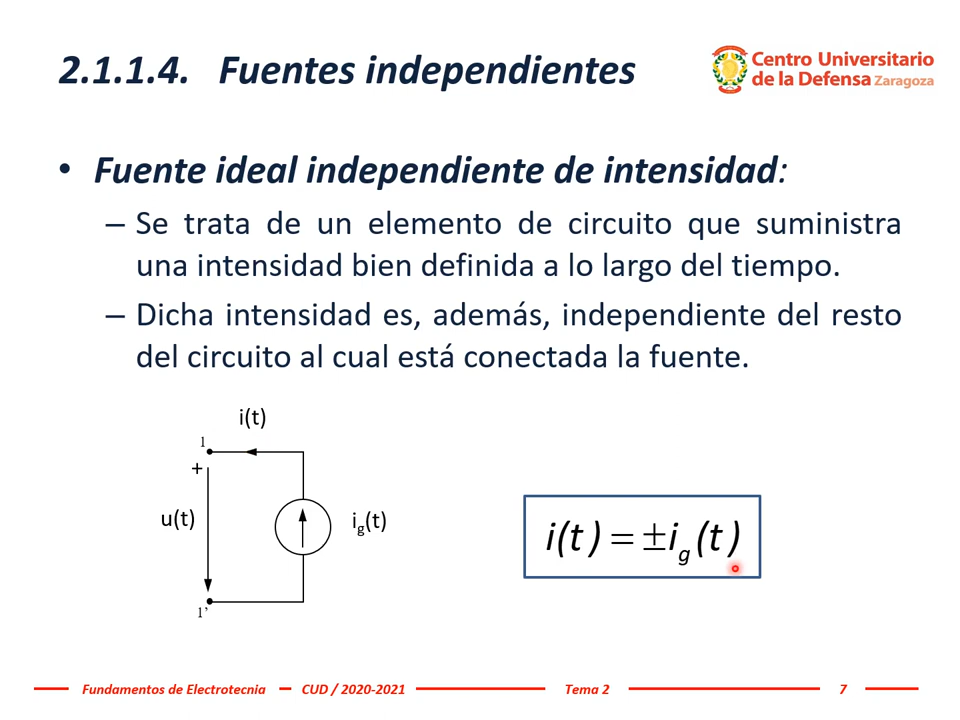 2.1.1.4. Fuentes independientes
Centro Universitario
de la Defensa Zaragoza
• Fuente ideal independiente de intensidad:
– Se trata de un elemento de circuito que suministra
una intensidad bien definida a lo largo del tiempo.
– Dicha intensidad es, además, independiente del resto
del circuito al cual está conectada la fuente.
i(t)
1
+
u(t)
ig(t)
1'
i(t) = ±ig(t)
Fundamentos de Electrotecnia CUD / 2020-2021 Tema 2 7